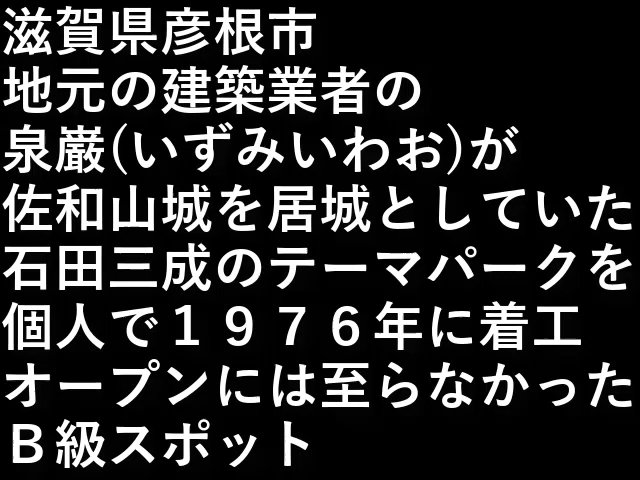 滋賀県彦根市
地元の建築業者の
泉巌(いずみいわお)が
佐和山城を居城としていた
石田三成のテーマパークを
個人で１９７６年に着工
オープンには至らなかった
Ｂ級スポット